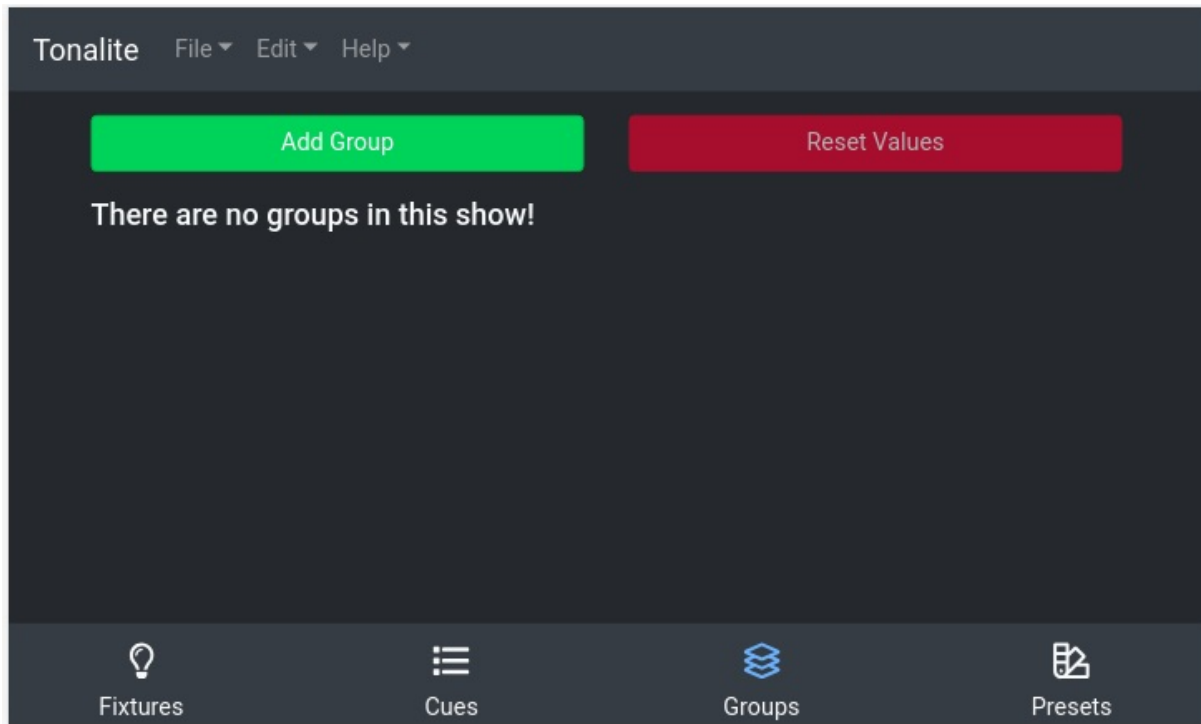 Tonalite File Edit Help
Add Group Reset Values
There are no groups in this show!
Fixtures Cues Groups Presets